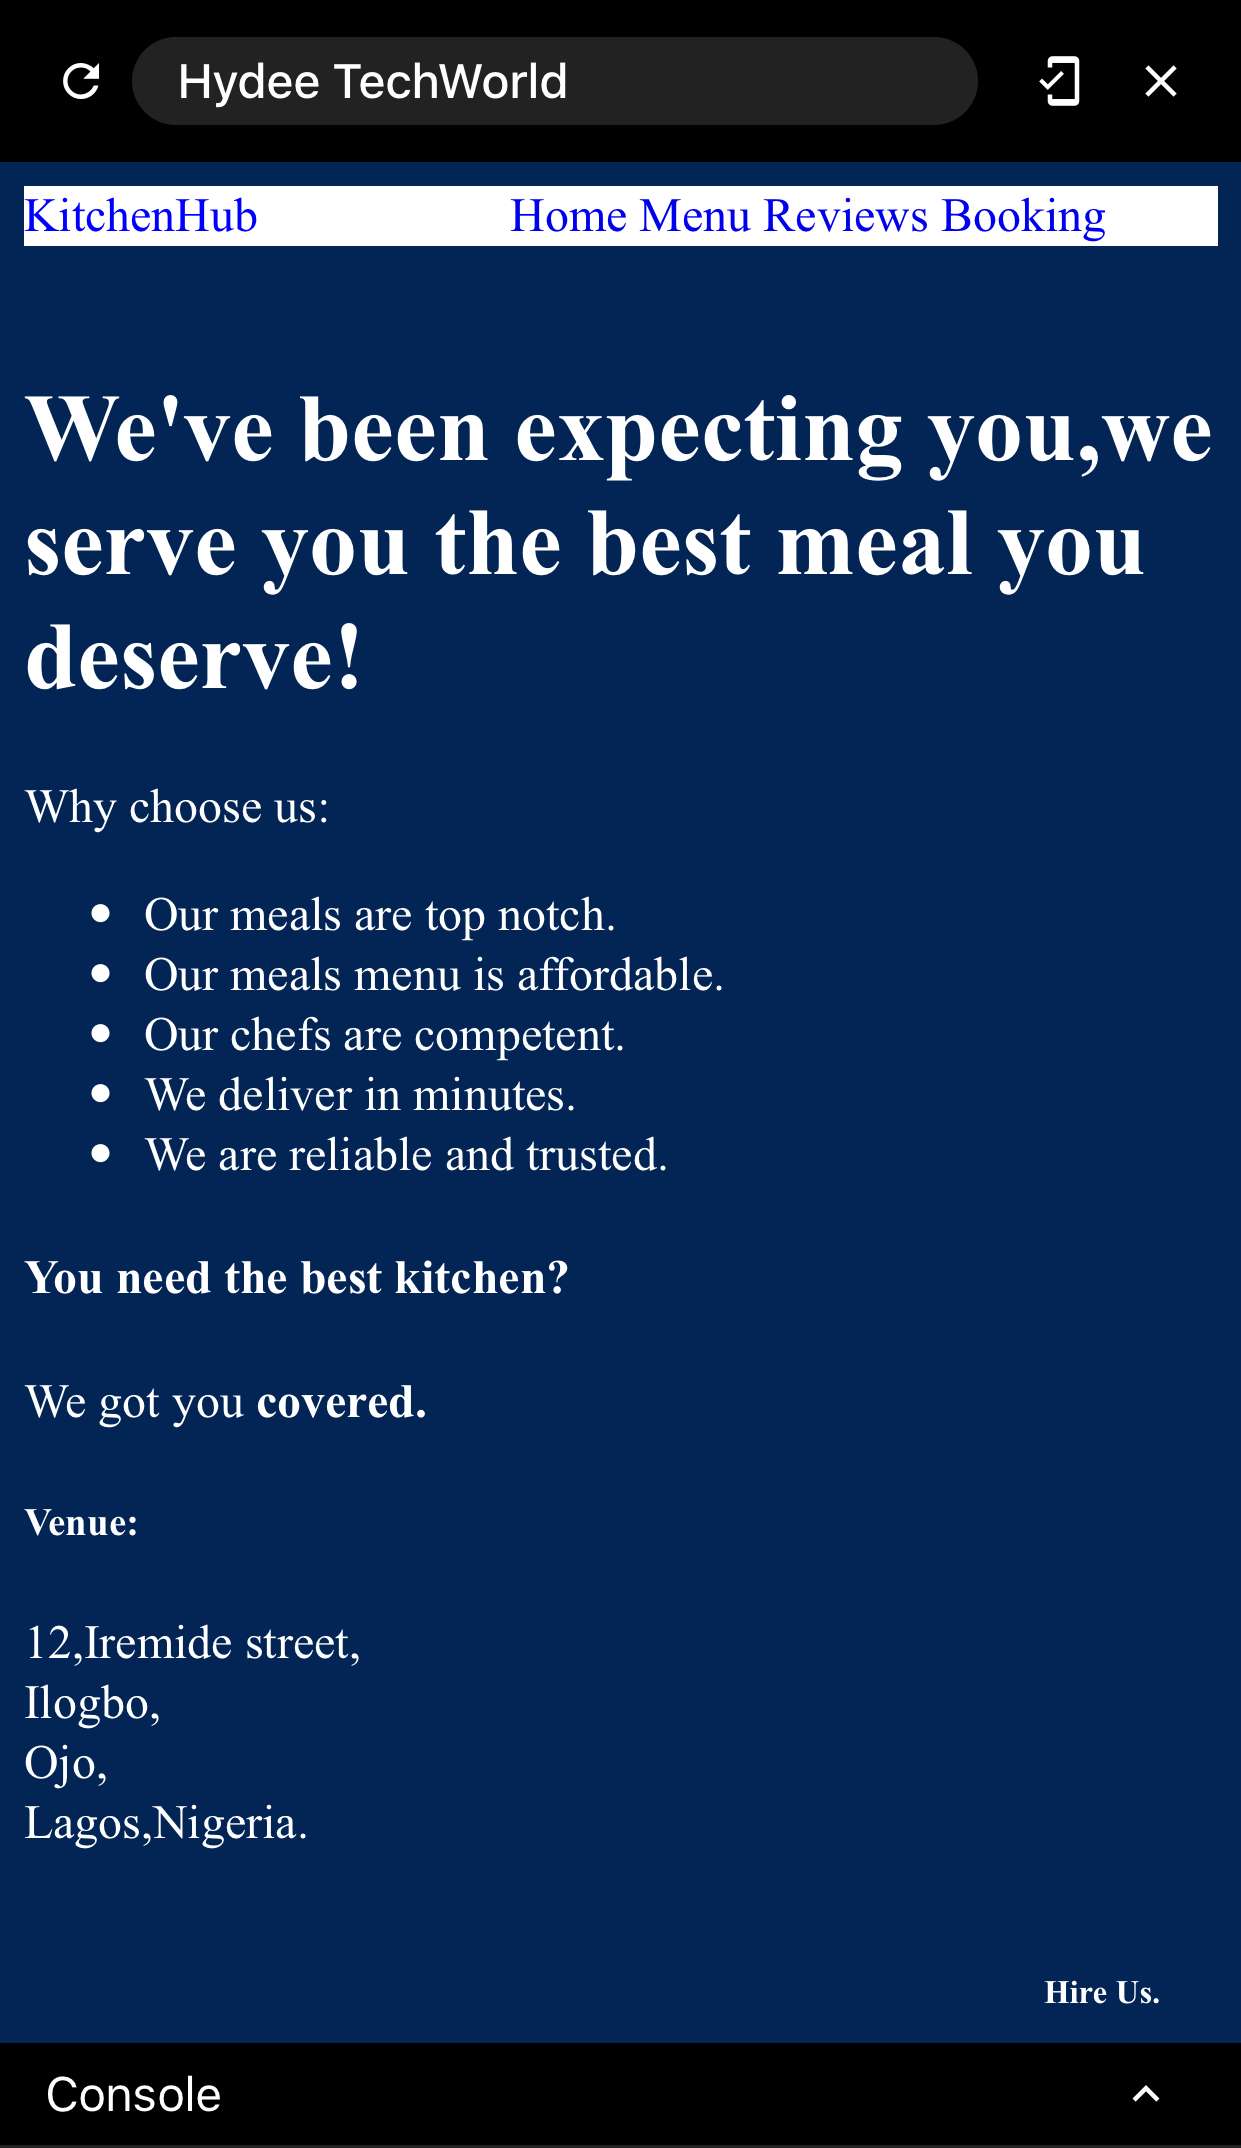 Hydee TechWorld
KitchenHub Home Menu Reviews Booking
We've been expecting you,we
serve you the best meal you
deserve!
Why choose us:
Our meals are top notch.
Our meals menu is affordable.
Our chefs are competent.
We deliver in minutes.
We are reliable and trusted.
You need the best kitchen?
We got you covered.
Venue:
12,Iremide street,
Ilogbo,
Ojo,
Lagos,Nigeria.
Hire Us.
Console